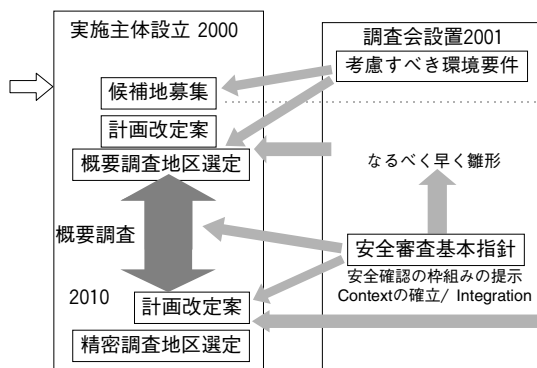 実施主体設立 2000
候補地募集
計画改定案
概要調査地区選定
概要調査
2010
計画改定案
精密調査地区選定
調査会設置2001
考慮すべき環境要件
なるべく早く雛形
安全審査基本指針
安全確認の枠組みの提示
Contextの確立/ Integration